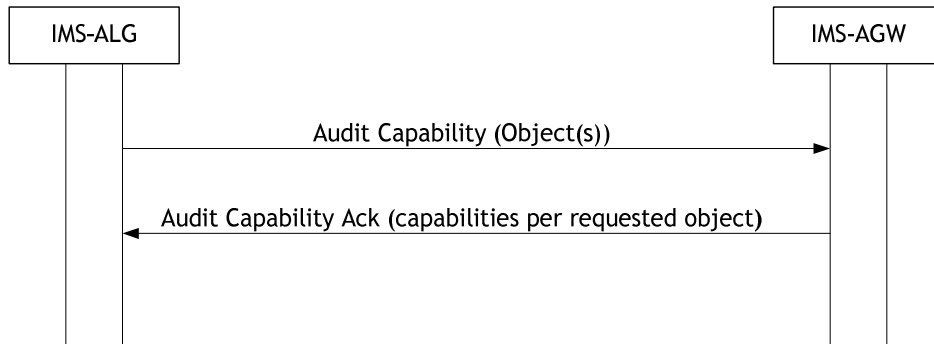 IMS-ALG
IMS-AGW
Audit Capability (Object(s))
Audit Capability Ack (capabilities per requested object)